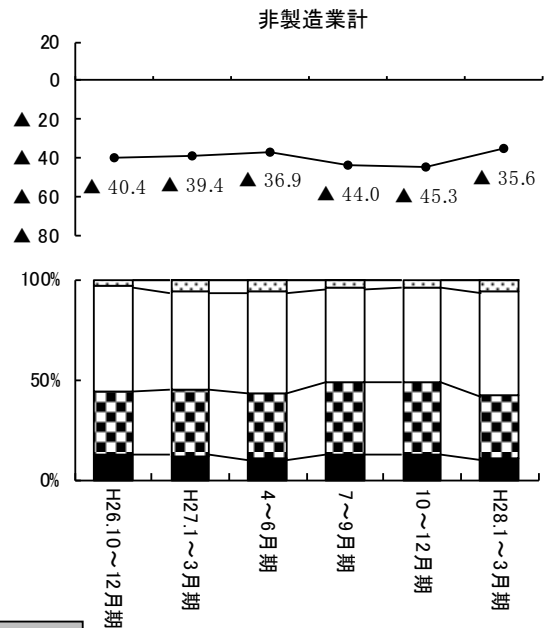 非製造業計
20
0
▲ 20
▲ 40
▲ 60
▲ 80
▲ 40.4
▲ 39.4
▲ 36.9
▲ 44.0
▲ 45.3
▲ 35.6
100%
50%
0%
H26.10～12月期
H27.1～3月期
4～6月期
7～9月期
10～12月期
H28.1～3月期